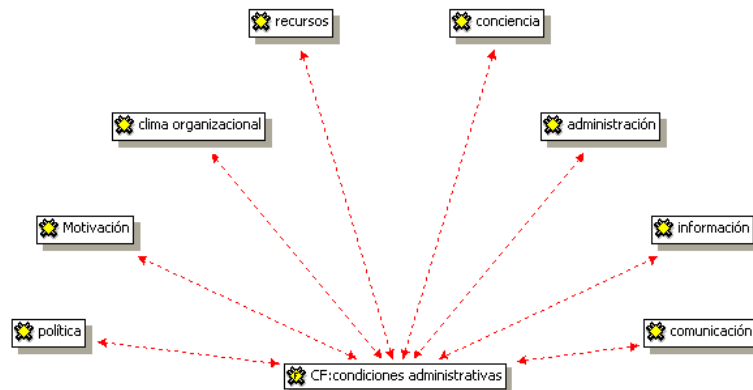 recursos
conciencia
clima organizacional
administración
Motivación
información
política
comunicación
CF:condiciones administrativas